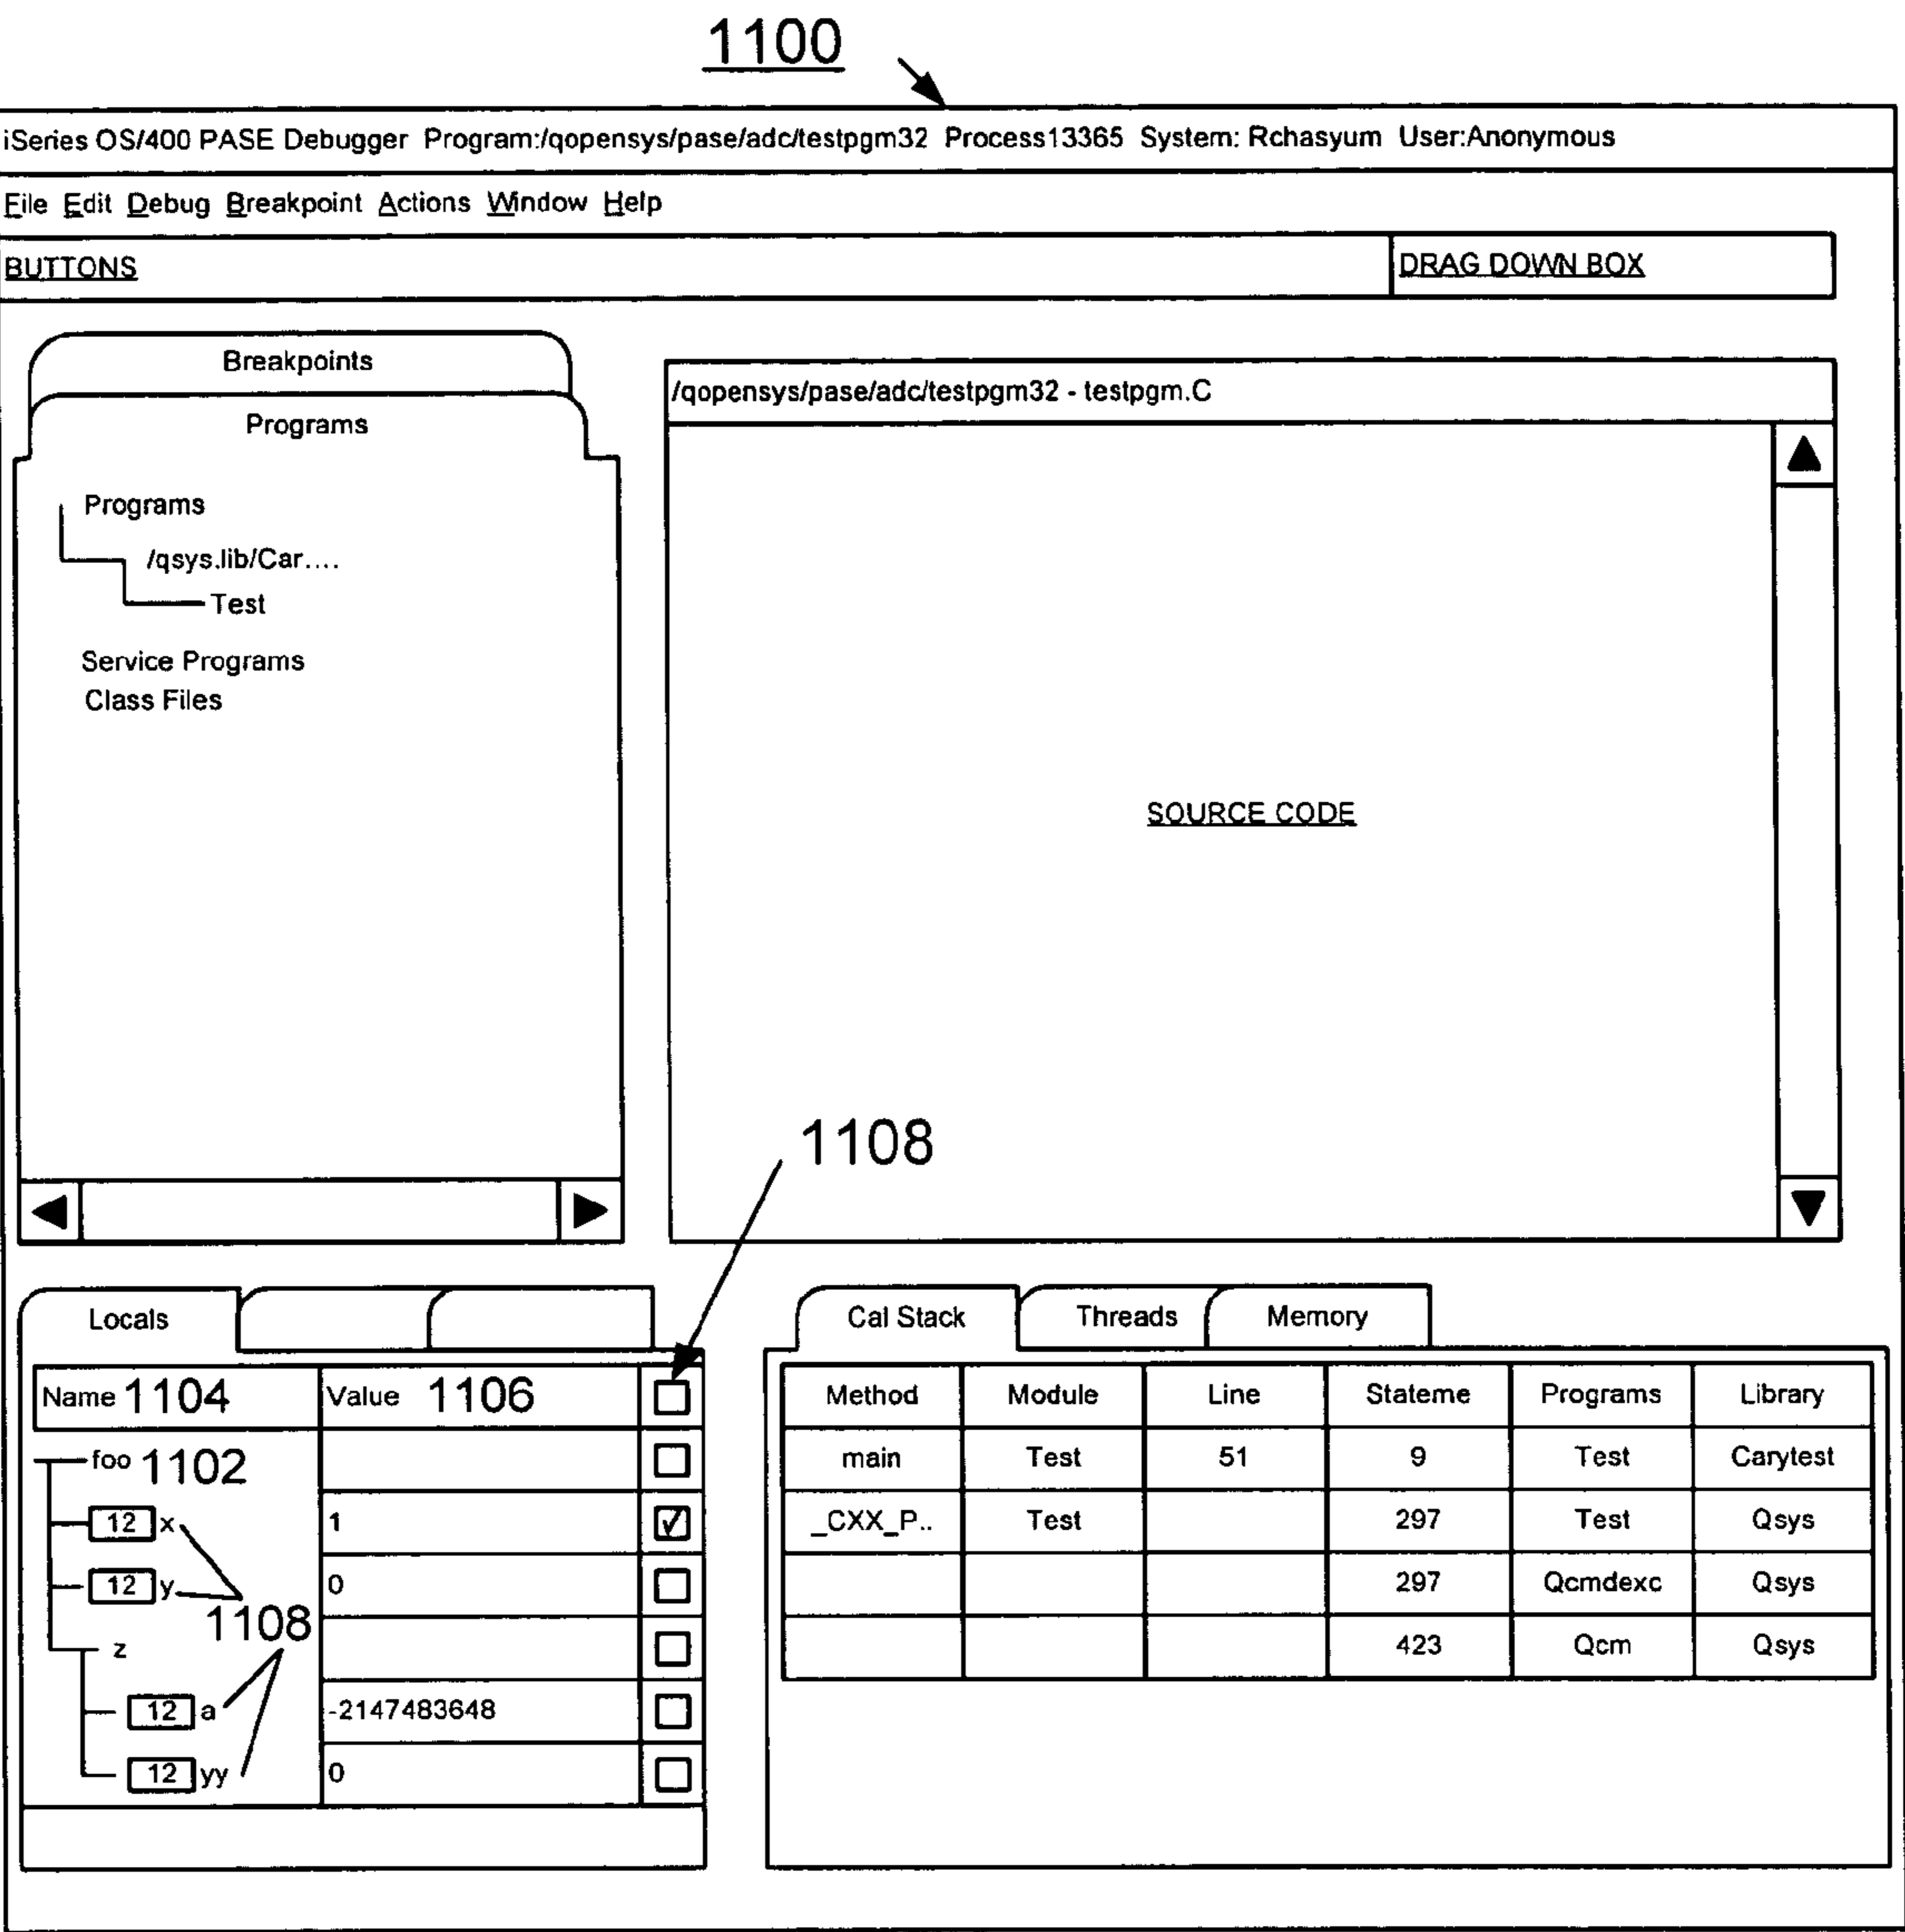 1100
iSeries OS/400 PASE Debugger Program:/qopensys/pase/adc/testpgm32 Process13365 System: Rchasyum User:Anonymous
File Edit Debug Breakpoint Actions Window Help
BUTTONS
DRAG DOWN BOX
Breakpoints
Programs
Programs
/qsys.lib/Car....
Test
Service Programs
Class Files
/qopensys/pase/adc/testpgm32 - testpgm.C
SOURCE CODE
1108
Locals
Name 1104 Value 1106
foo 1102
12 x 1
12 y 0
1108
z
12 a -2147483648
12 yy 0
Cal Stack Threads Memory
Method Module Line Stateme Programs Library
main Test 51 9 Test Carytest
_CXX_P.. Test 297 Test Qsys
297 Qcmdexc Qsys
423 Qcm Qsys